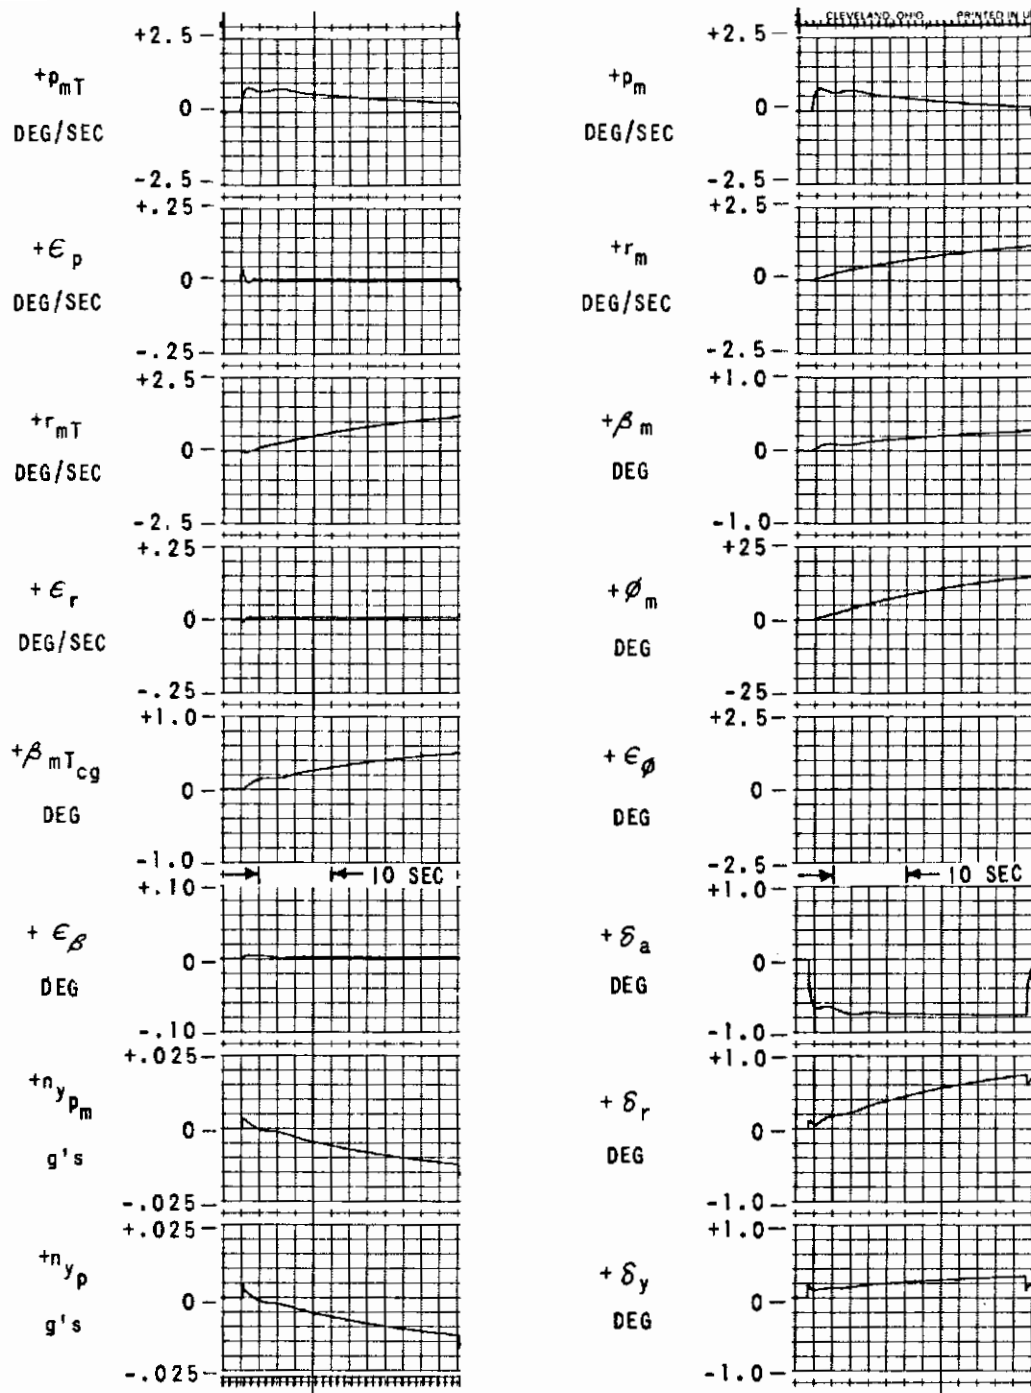 +2.5
+p_mT
0
DEG/SEC
-2.5
+.25
+ϵ_p
0
DEG/SEC
-.25
+2.5
+r_mT
0
DEG/SEC
-2.5
+.25
+ϵ_r
0
DEG/SEC
-.25
+1.0
+β_mT_cg
0
DEG
-1.0
10 SEC
+.10
+ϵ_β
0
DEG
-.10
+.025
+n_y_p_m
0
g's
-.025
+.025
+n_y_p
0
g's
-.025
CLEVELAND, OHIO PRINTED IN U
+2.5
+p_m
0
DEG/SEC
-2.5
+2.5
+r_m
0
DEG/SEC
-2.5
+1.0
+β_m
0
DEG
-1.0
+25
+ϕ_m
0
DEG
-25
+2.5
+ϵ_ϕ
0
DEG
-2.5
10 SEC
+1.0
+δ_a
0
DEG
-1.0
+1.0
+δ_r
0
DEG
-1.0
+1.0
+δ_y
0
DEG
-1.0